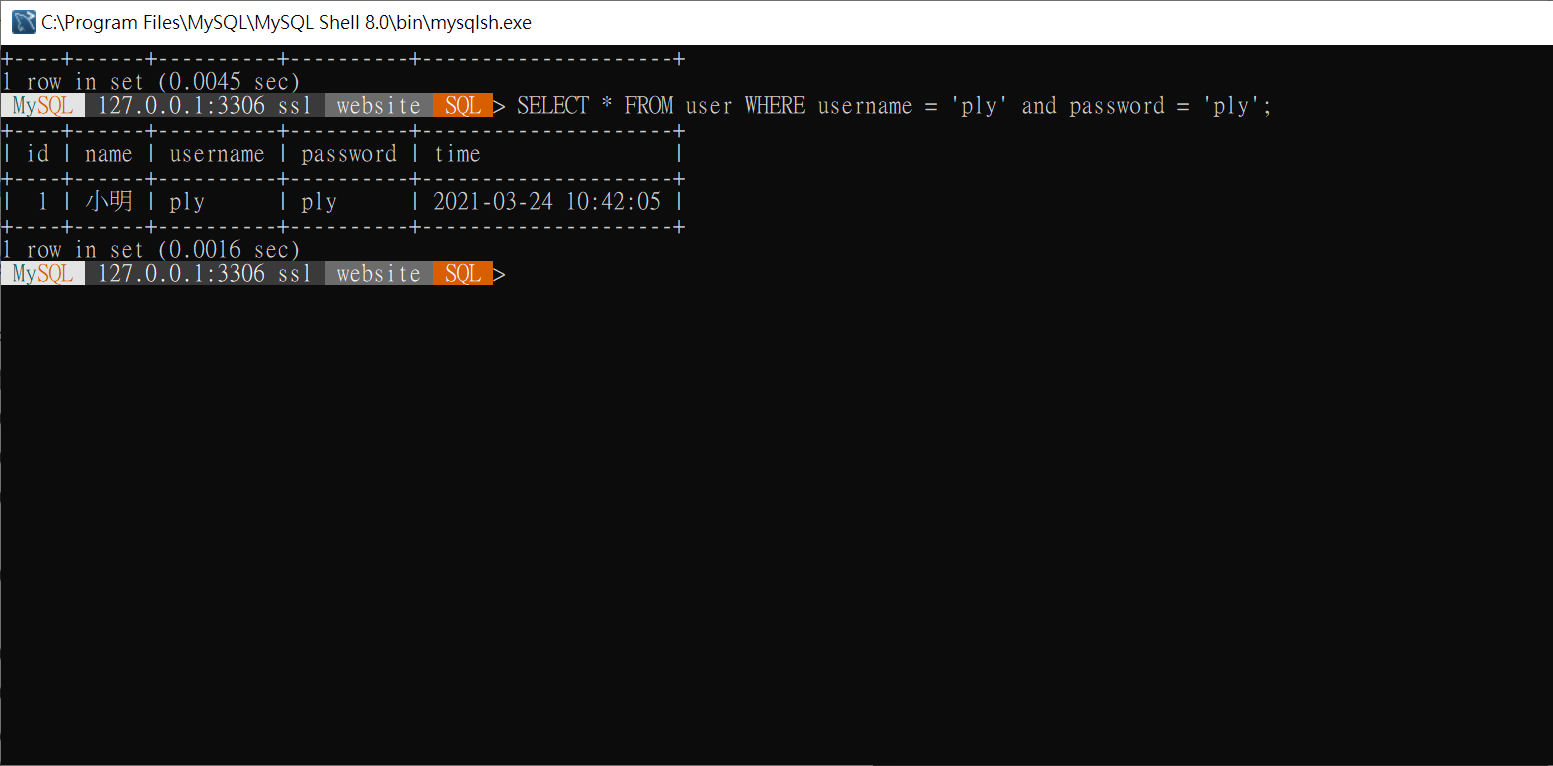 C:\Program Files\MySQL\MySQL Shell 8.0\bin\mysqlsh.exe
+----+------+----------+----------+---------------------+
1 row in set (0.0045 sec)
MySQL 127.0.0.1:3306 ssl website SQL > SELECT * FROM user WHERE username = 'ply' and password = 'ply';
+----+------+----------+----------+---------------------+
| id | name | username | password | time                |
+----+------+----------+----------+---------------------+
|  1 | 小明 | ply      | ply      | 2021-03-24 10:42:05 |
+----+------+----------+----------+---------------------+
1 row in set (0.0016 sec)
MySQL 127.0.0.1:3306 ssl website SQL >